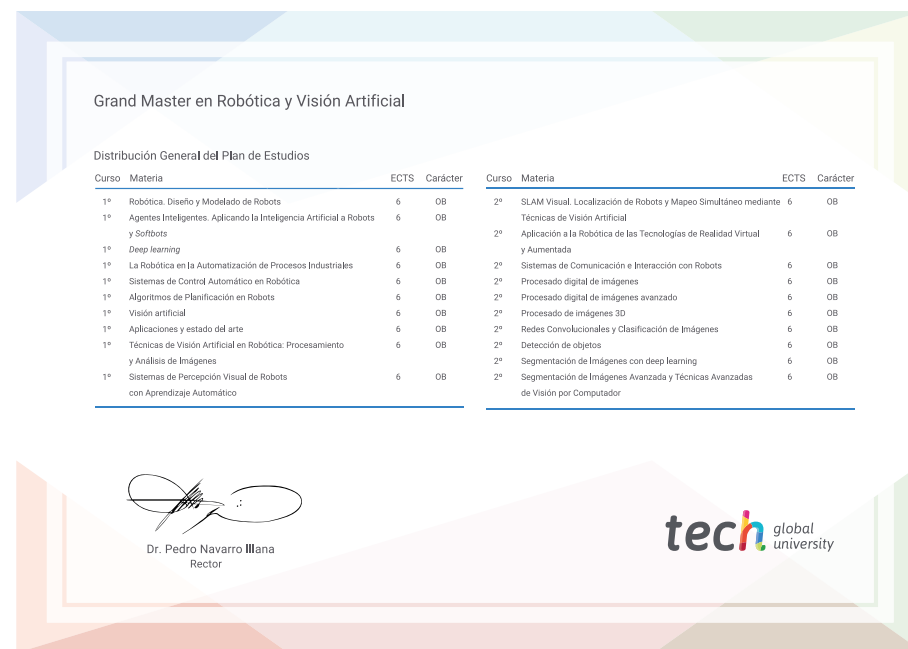 Grand Master en Robótica y Visión Artificial
Distribución General del Plan de Estudios
Curso Materia ECTS Carácter
1º Robótica. Diseño y Modelado de Robots 6 OB
1º Agentes Inteligentes. Aplicando la Inteligencia Artificial a Robots 6 OB
y Softbots
1º Deep learning 6 OB
1º La Robótica en la Automatización de Procesos Industriales 6 OB
1º Sistemas de Control Automático en Robótica 6 OB
1º Algoritmos de Planificación en Robots 6 OB
1º Visión artificial 6 OB
1º Aplicaciones y estado del arte 6 OB
1º Técnicas de Visión Artificial en Robótica: Procesamiento 6 OB
y Análisis de Imágenes
1º Sistemas de Percepción Visual de Robots 6 OB
con Aprendizaje Automático
Curso Materia ECTS Carácter
2º SLAM Visual. Localización de Robots y Mapeo Simultáneo mediante 6 OB
Técnicas de Visión Artificial
2º Aplicación a la Robótica de las Tecnologías de Realidad Virtual 6 OB
y Aumentada
2º Sistemas de Comunicación e Interacción con Robots 6 OB
2º Procesado digital de imágenes 6 OB
2º Procesado digital de imágenes avanzado 6 OB
2º Procesado de imágenes 3D 6 OB
2º Redes Convolucionales y Clasificación de Imágenes 6 OB
2º Detección de objetos 6 OB
2º Segmentación de Imágenes con deep learning 6 OB
2º Segmentación de Imágenes Avanzada y Técnicas Avanzadas 6 OB
de Visión por Computador
Dr. Pedro Navarro Illana
Rector
tech global
university